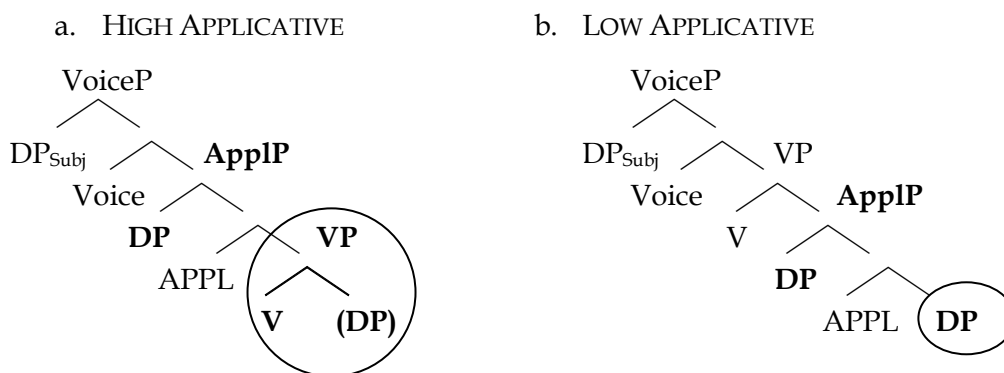 a. HIGH APPLICATIVE b. LOW APPLICATIVE
VoiceP VoiceP
DPSubj ApplP DPSubj VP
Voice Voice ApplP
DP VP V
APPL DP
V (DP) APPL DP